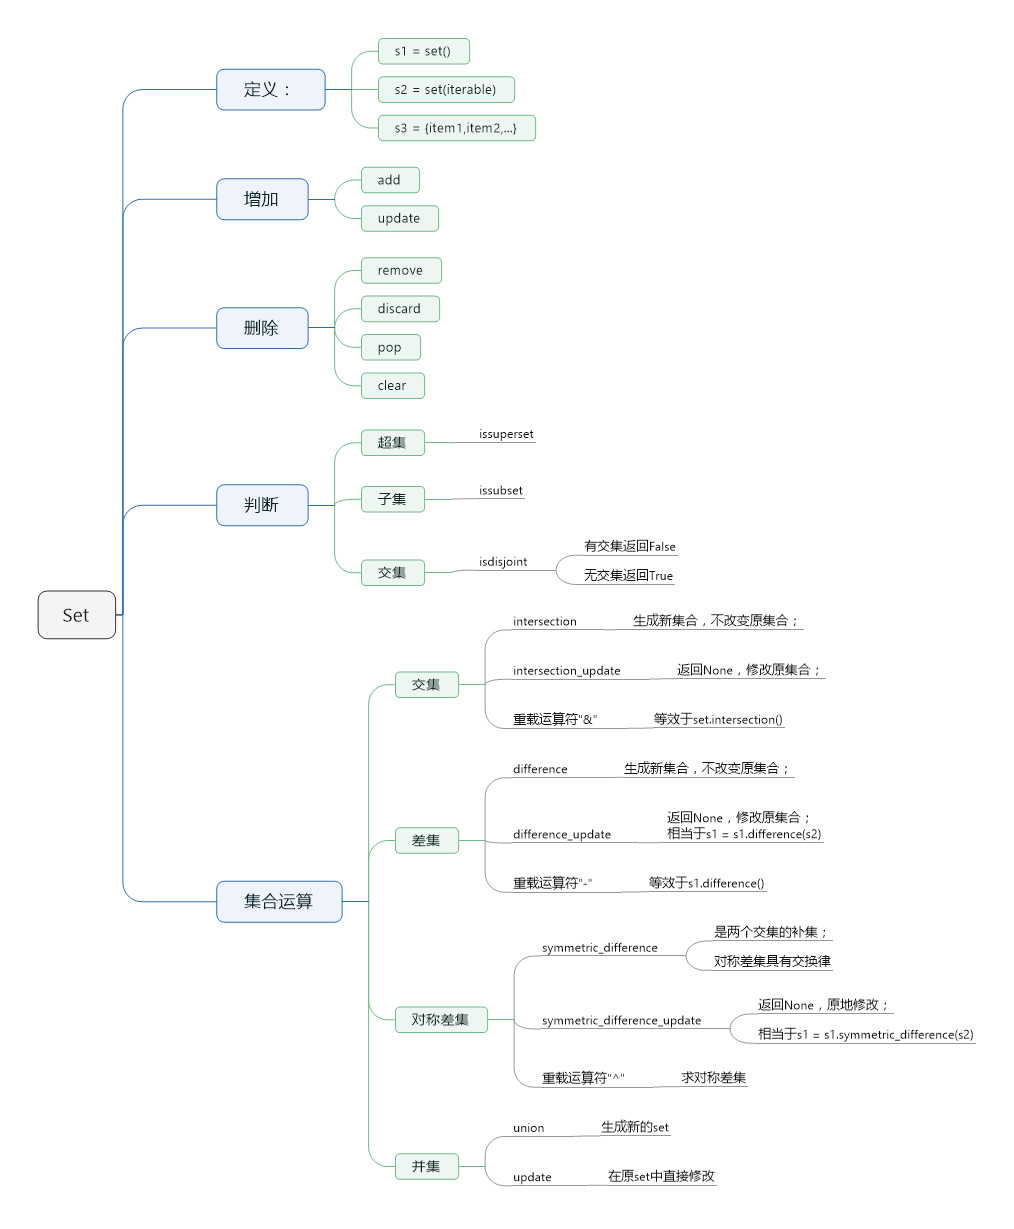 Set
定义：
s1 = set()
s2 = set(iterable)
s3 = {item1,item2,...}
增加
add
update
删除
remove
discard
pop
clear
判断
超集
issuperset
子集
issubset
交集
isdisjoint
有交集返回False
无交集返回True
集合运算
交集
intersection
生成新集合，不改变原集合；
intersection_update
返回None，修改原集合；
重载运算符"&"
等效于set.intersection()
差集
difference
生成新集合，不改变原集合；
difference_update
返回None，修改原集合；
相当于s1 = s1.difference(s2)
重载运算符"-"
等效于s1.difference()
对称差集
symmetric_difference
是两个交集的补集；
对称差集具有交换律
symmetric_difference_update
返回None，原地修改；
相当于s1 = s1.symmetric_difference(s2)
重载运算符"^"
求对称差集
并集
union
生成新的set
update
在原set中直接修改